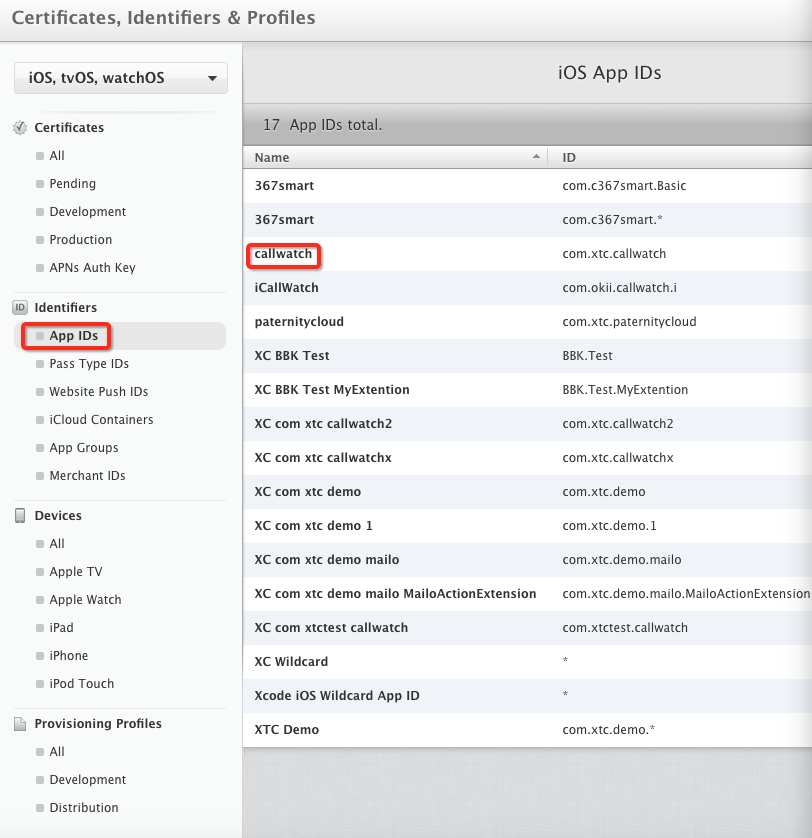 Certificates, Identifiers & Profiles
iOS, tvOS, watchOS
Certificates
All
Pending
Development
Production
APNs Auth Key
ID Identifiers
App IDs
Pass Type IDs
Website Push IDs
iCloud Containers
App Groups
Merchant IDs
Devices
All
Apple TV
Apple Watch
iPad
iPhone
iPod Touch
Provisioning Profiles
All
Development
Distribution
iOS App IDs
17 App IDs total.
Name ID
367smart com.c367smart.Basic
367smart com.c367smart.*
callwatch com.xtc.callwatch
iCallWatch com.okii.callwatch.i
paternitycloud com.xtc.paternitycloud
XC BBK Test BBK.Test
XC BBK Test MyExtention BBK.Test.MyExtention
XC com xtc callwatch2 com.xtc.callwatch2
XC com xtc callwatchx com.xtc.callwatchx
XC com xtc demo com.xtc.demo
XC com xtc demo 1 com.xtc.demo.1
XC com xtc demo mailo com.xtc.demo.mailo
XC com xtc demo mailo MailoActionExtension com.xtc.demo.mailo.MailoActionExtension
XC com xtctest callwatch com.xtctest.callwatch
XC Wildcard *
Xcode iOS Wildcard App ID *
XTC Demo com.xtc.demo.*